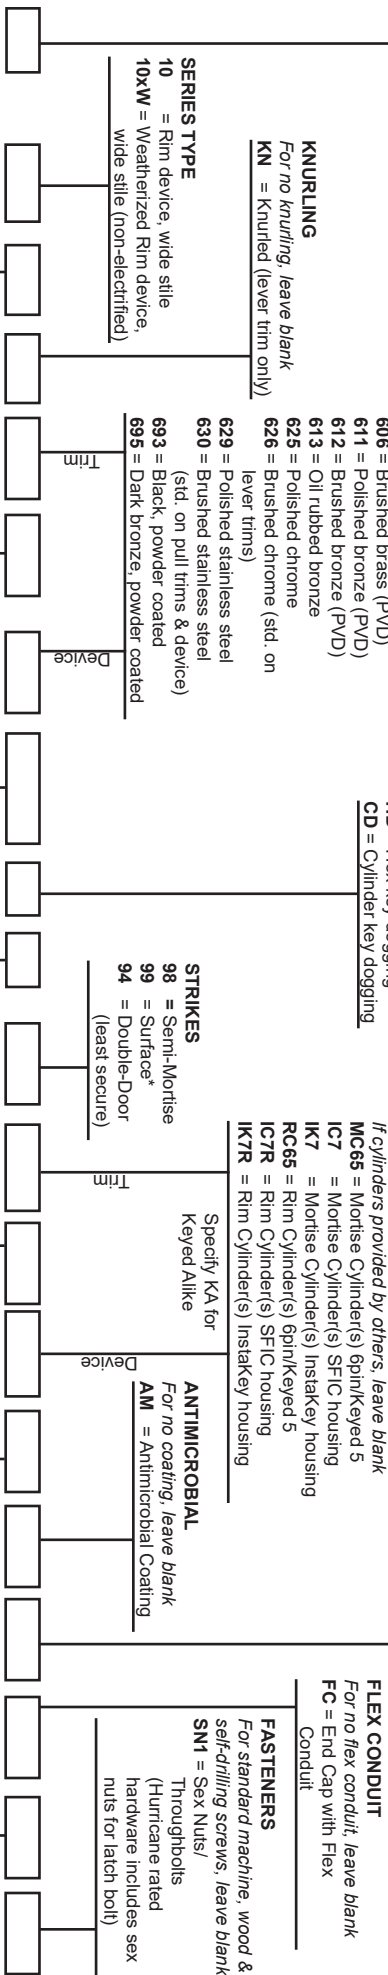 SERIES TYPE
10 = Rim device, wide stile
10xW = Weatherized Rim device,
wide stile (non-electrified)
KNURLING
For no knurling, leave blank
KN = Knurled (lever trim only)
606 = Brushed brass (PVD)
611 = Polished bronze (PVD)
612 = Brushed bronze (PVD)
613 = Oil rubbed bronze
625 = Polished chrome
626 = Brushed chrome (std. on
lever trims)
629 = Polished stainless steel
630 = Brushed stainless steel
(std. on pull trims & device)
693 = Black, powder coated
695 = Dark bronze, powder coated
Trim
Device
CD = Cylinder key dogging
STRIKES
98 = Semi-Mortise
99 = Surface*
94 = Double-Door
(least secure)
If cylinders provided by others, leave blank
MC65 = Mortise Cylinder(s) 6pin/Keyed 5
IC7 = Mortise Cylinder(s) SFIC housing
IK7 = Mortise Cylinder(s) InstaKey housing
RC65 = Rim Cylinder(s) 6pin/Keyed 5
IC7R = Rim Cylinder(s) SFIC housing
IK7R = Rim Cylinder(s) InstaKey housing
Trim
Specify KA for
Keyed Alike
Device
ANTIMICROBIAL
For no coating, leave blank
AM = Antimicrobial Coating
FLEX CONDUIT
For no flex conduit, leave blank
FC = End Cap with Flex
Conduit
FASTENERS
For standard machine, wood &
self-drilling screws, leave blank
SN1 = Sex Nuts/
Throughbolts
(Hurricane rated
hardware includes sex
nuts for latch bolt)